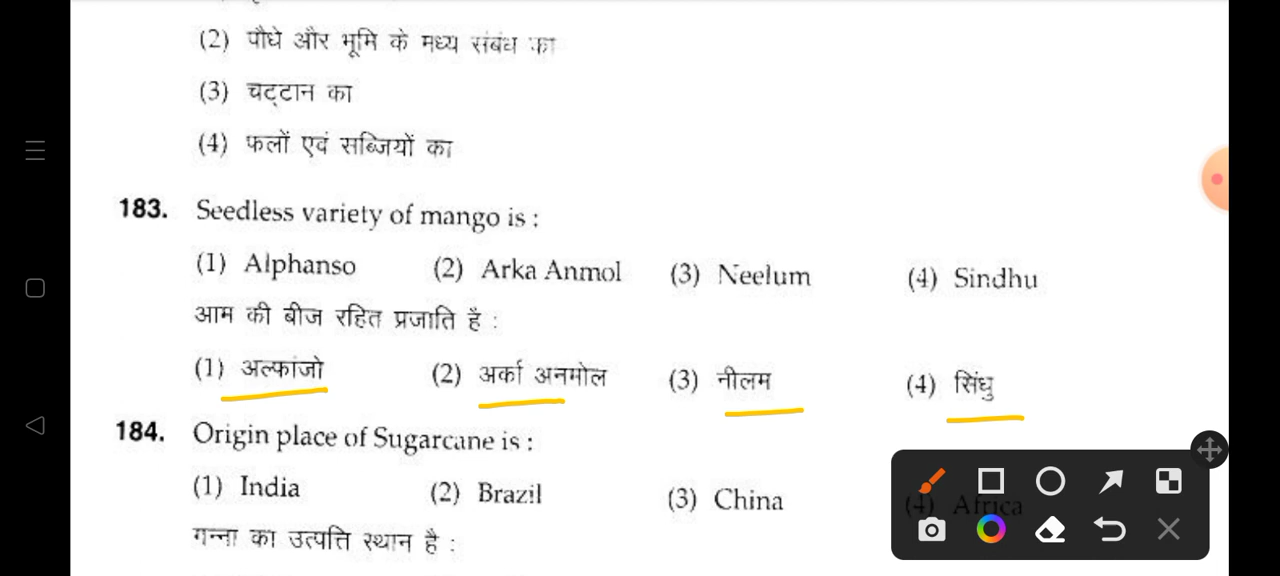 (2) पौधे और भूमि के मध्य संबंध का
(3) चट्टान का
(4) फलों एवं सब्जियों का
183. Seedless variety of mango is :
(1) Alphanso (2) Arka Anmol (3) Neelum (4) Sindhu
आम की बीज रहित प्रजाति है :
(1) अल्फांजो (2) अर्का अनमोल (3) नीलम (4) सिंधु
184. Origin place of Sugarcane is :
(1) India (2) Brazil (3) China (4) Africa
गन्ना का उत्पत्ति स्थान है :